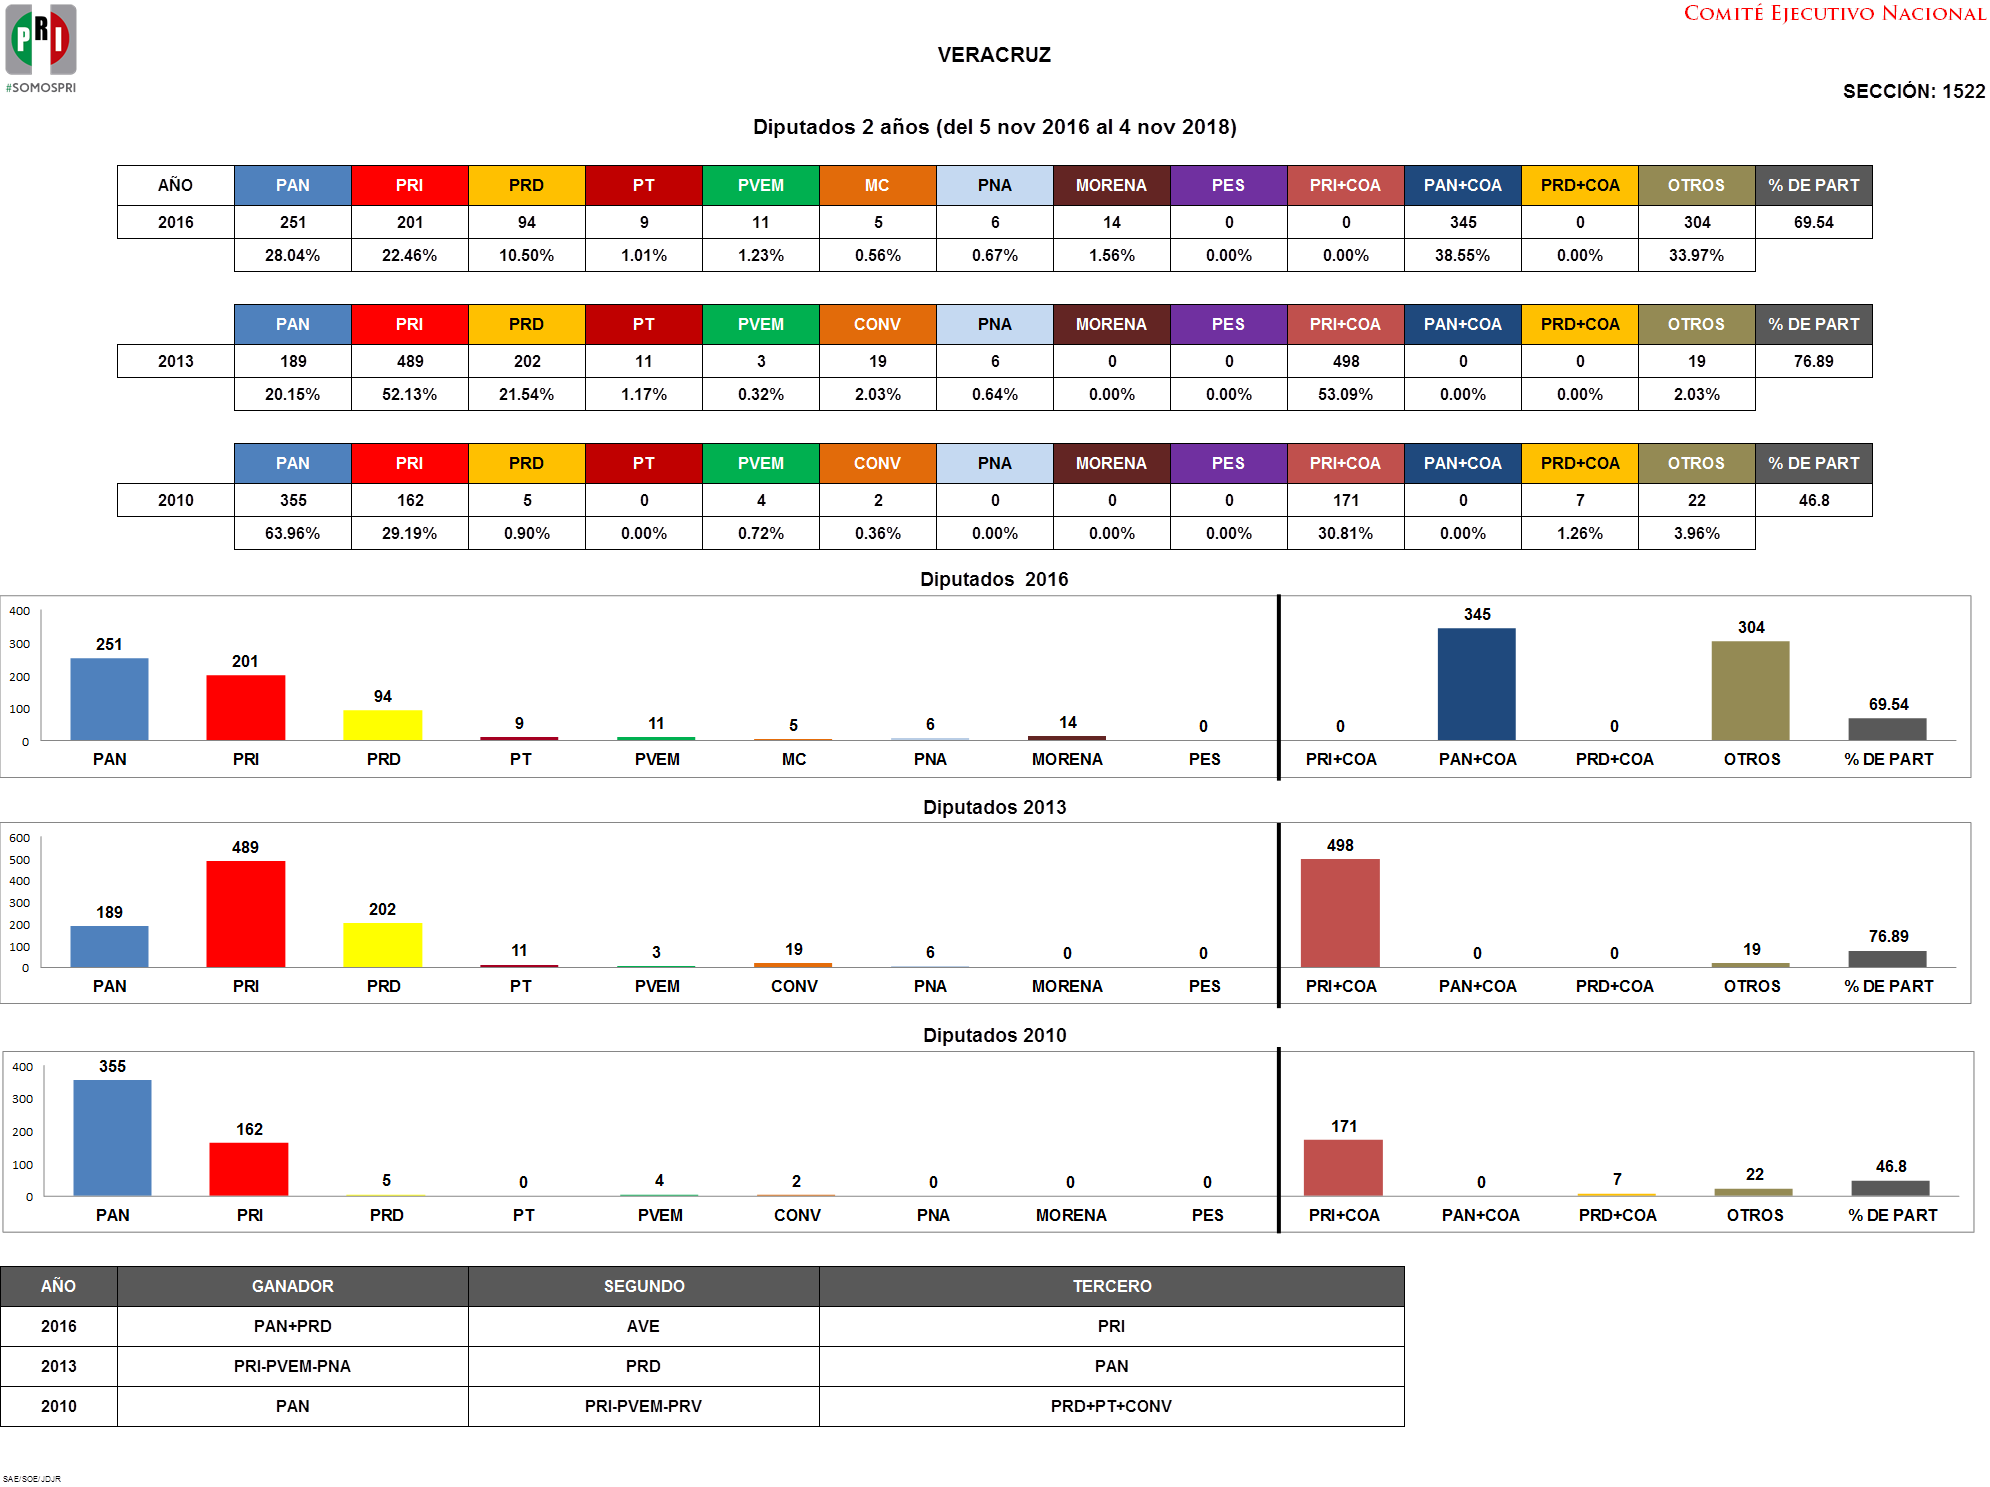 PRI
#SOMOSPRI
COMITÉ EJECUTIVO NACIONAL
VERACRUZ
SECCIÓN: 1522
Diputados 2 años (del 5 nov 2016 al 4 nov 2018)
AÑO PAN PRI PRD PT PVEM MC PNA MORENA PES PRI+COA PAN+COA PRD+COA OTROS % DE PART
2016 251 201 94 9 11 5 6 14 0 0 345 0 304 69.54
28.04% 22.46% 10.50% 1.01% 1.23% 0.56% 0.67% 1.56% 0.00% 0.00% 38.55% 0.00% 33.97%
PAN PRI PRD PT PVEM CONV PNA MORENA PES PRI+COA PAN+COA PRD+COA OTROS % DE PART
2013 189 489 202 11 3 19 6 0 0 498 0 0 19 76.89
20.15% 52.13% 21.54% 1.17% 0.32% 2.03% 0.64% 0.00% 0.00% 53.09% 0.00% 0.00% 2.03%
PAN PRI PRD PT PVEM CONV PNA MORENA PES PRI+COA PAN+COA PRD+COA OTROS % DE PART
2010 355 162 5 0 4 2 0 0 0 171 0 7 22 46.8
63.96% 29.19% 0.90% 0.00% 0.72% 0.36% 0.00% 0.00% 0.00% 30.81% 0.00% 1.26% 3.96%
Diputados 2016
400
300
200
100
0
251 201 94 9 11 5 6 14 0 0 345 0 304 69.54
PAN PRI PRD PT PVEM MC PNA MORENA PES PRI+COA PAN+COA PRD+COA OTROS % DE PART
Diputados 2013
600
500
400
300
200
100
0
189 489 202 11 3 19 6 0 0 498 0 0 19 76.89
PAN PRI PRD PT PVEM CONV PNA MORENA PES PRI+COA PAN+COA PRD+COA OTROS % DE PART
Diputados 2010
400
300
200
100
0
355 162 5 0 4 2 0 0 0 171 0 7 22 46.8
PAN PRI PRD PT PVEM CONV PNA MORENA PES PRI+COA PAN+COA PRD+COA OTROS % DE PART
AÑO GANADOR SEGUNDO TERCERO
2016 PAN+PRD AVE PRI
2013 PRI-PVEM-PNA PRD PAN
2010 PAN PRI-PVEM-PRV PRD+PT+CONV
SAE/SOE/JDJR